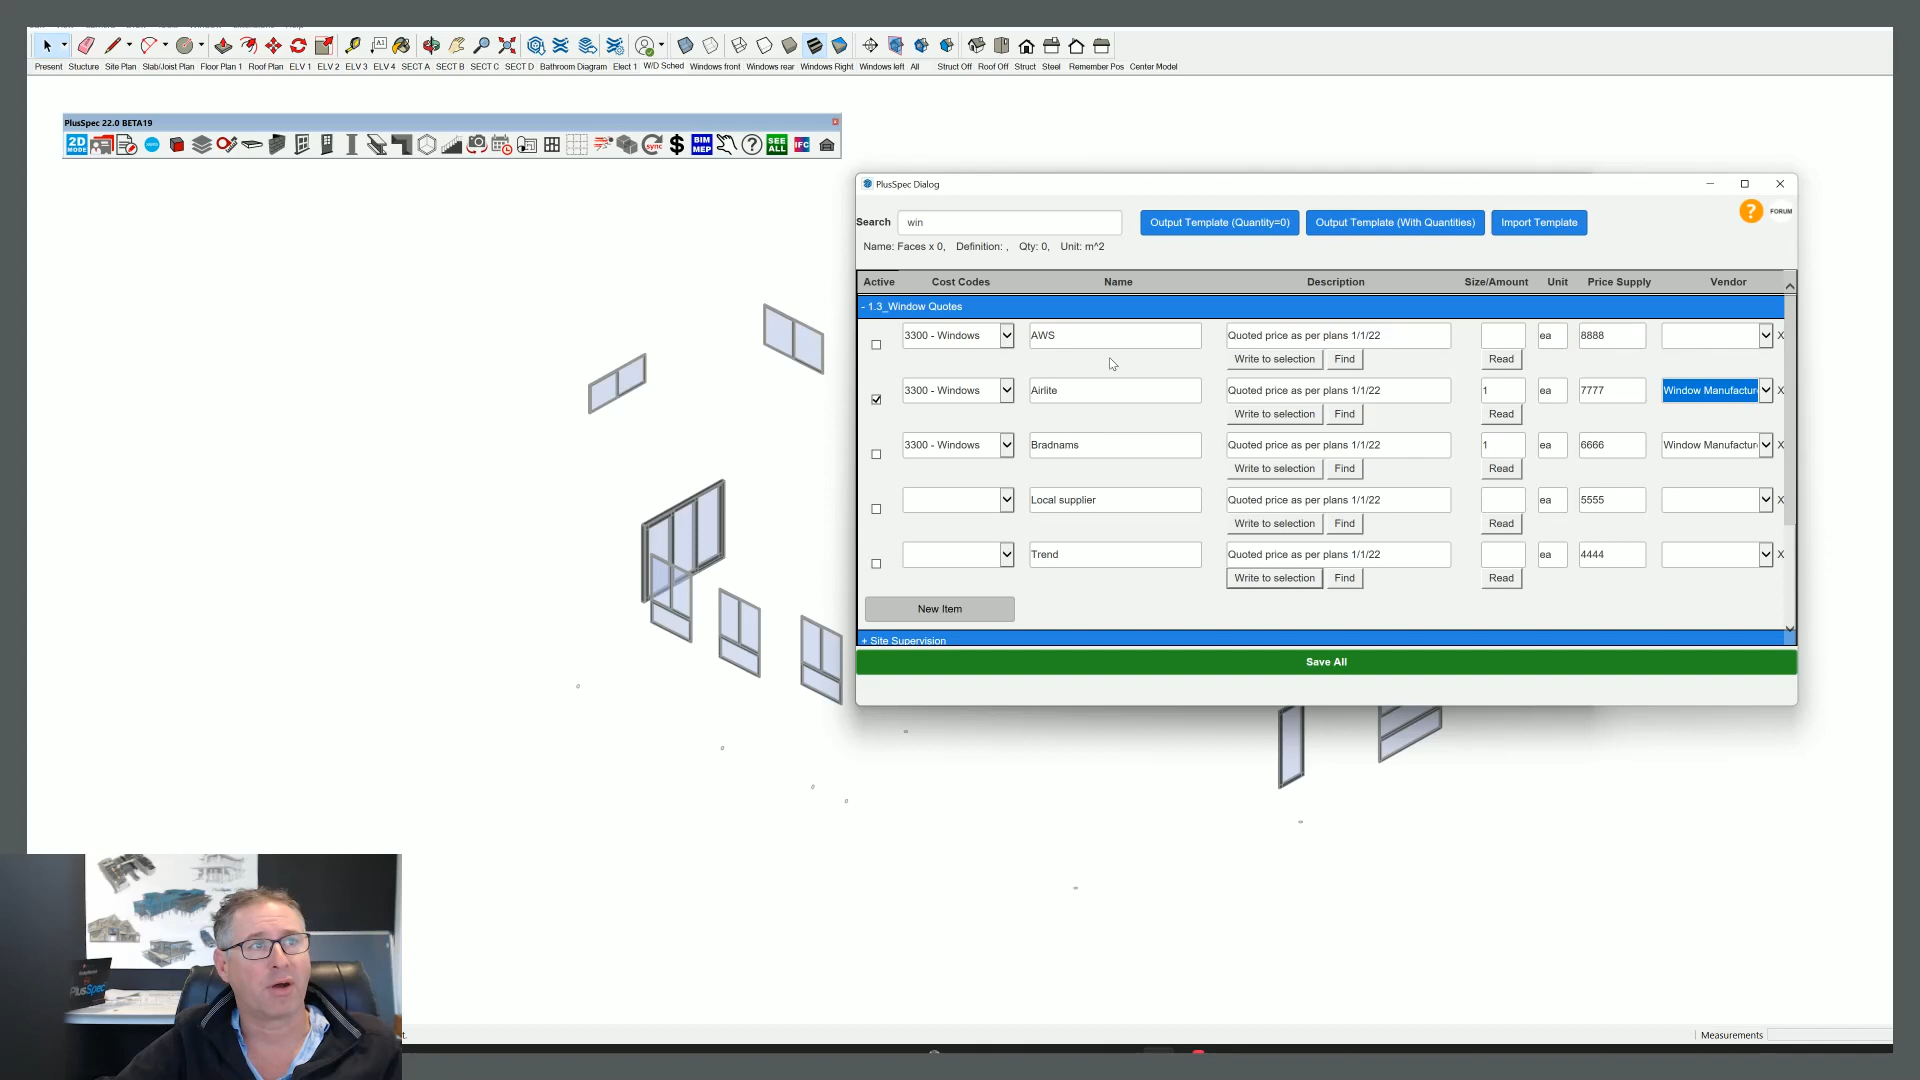 Present Stucture Site Plan Slab/Joist Plan Floor Plan 1 Roof Plan ELV 1 ELV 2 ELV 3 ELV 4 SECT A SECT B SECT C SECT D Bathroom Diagram Elect 1 W/D Sched Windows front Windows rear Windows Right Windows left All Struct Off Roof Off Struct Steel Remember Pos Center Model
PlusSpec 22.0 BETA19
2D MODE
sync
BIM MEP
SEE ALL
IFC
PlusSpec Dialog
Search win Output Template (Quantity=0) Output Template (With Quantities) Import Template ? FORUM
Name: Faces x 0, Definition: , Qty: 0, Unit: m^2
Active Cost Codes Name Description Size/Amount Unit Price Supply Vendor
- 1.3_Window Quotes
3300 - Windows AWS Quoted price as per plans 1/1/22 ea 8888 X
Write to selection Find Read
3300 - Windows Airlite Quoted price as per plans 1/1/22 1 ea 7777 Window Manufactur X
Write to selection Find Read
3300 - Windows Bradnams Quoted price as per plans 1/1/22 1 ea 6666 Window Manufactur X
Write to selection Find Read
Local supplier Quoted price as per plans 1/1/22 ea 5555 X
Write to selection Find Read
Trend Quoted price as per plans 1/1/22 ea 4444 X
Write to selection Find Read
New Item
+ Site Supervision
Save All
PlusSpec
Measurements